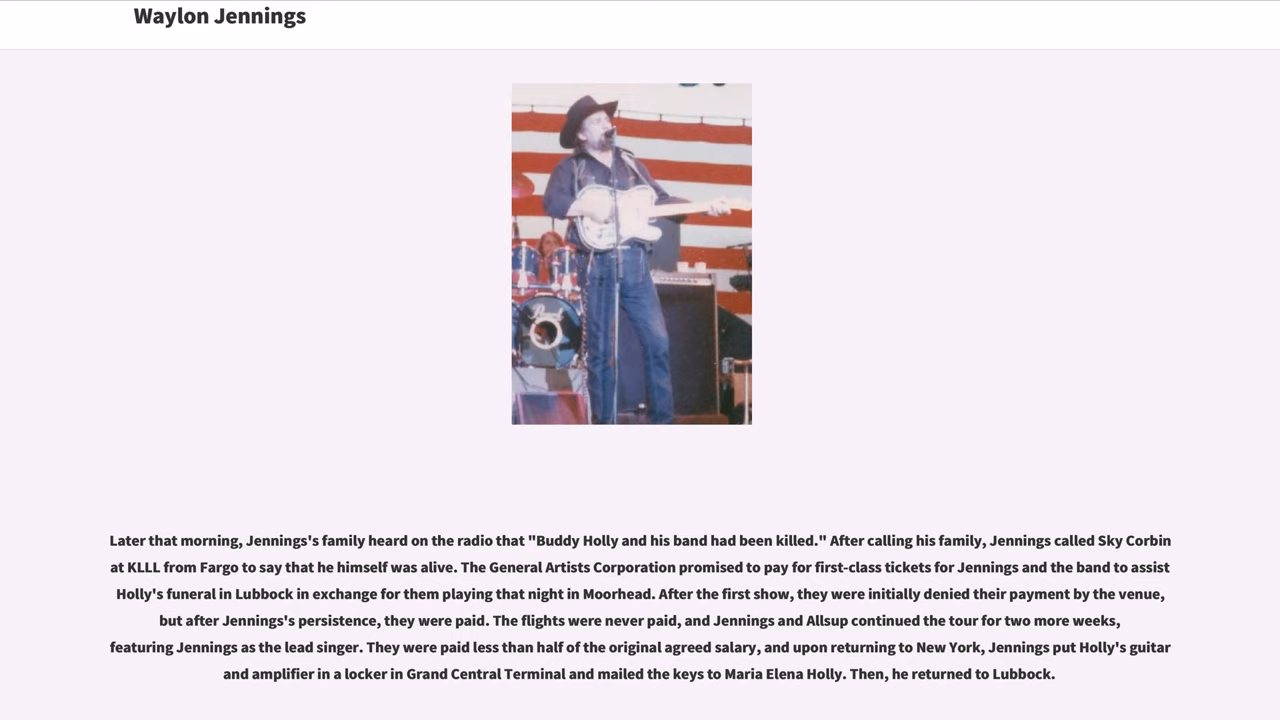 Waylon Jennings
Pearl
Later that morning, Jennings's family heard on the radio that "Buddy Holly and his band had been killed." After calling his family, Jennings called Sky Corbin
at KLLL from Fargo to say that he himself was alive. The General Artists Corporation promised to pay for first-class tickets for Jennings and the band to assist
Holly's funeral in Lubbock in exchange for them playing that night in Moorhead. After the first show, they were initially denied their payment by the venue,
but after Jennings's persistence, they were paid. The flights were never paid, and Jennings and Allsup continued the tour for two more weeks,
featuring Jennings as the lead singer. They were paid less than half of the original agreed salary, and upon returning to New York, Jennings put Holly's guitar
and amplifier in a locker in Grand Central Terminal and mailed the keys to Maria Elena Holly. Then, he returned to Lubbock.